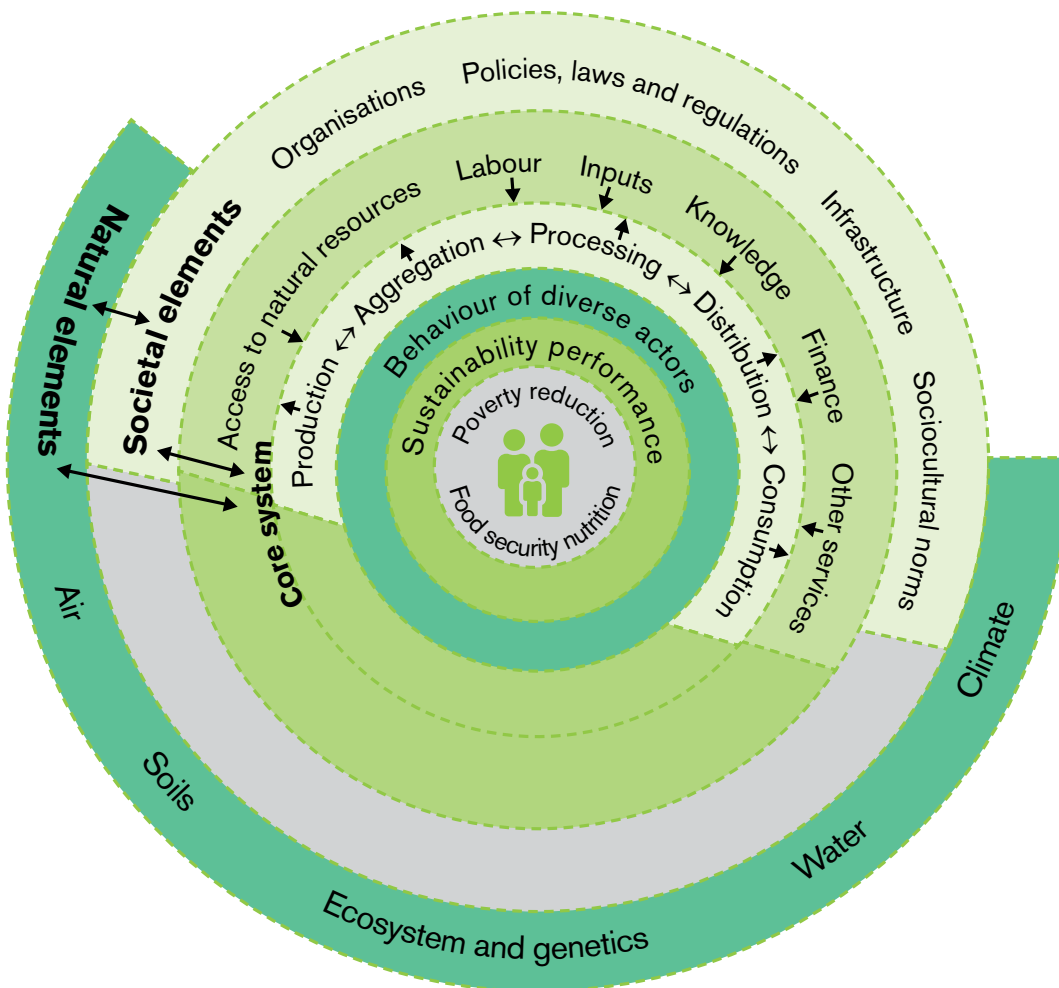 Natural elements
Air
Soils
Ecosystem and genetics
Water
Climate
Societal elements
Organisations
Policies, laws and regulations
Infrastructure
Sociocultural norms
Core system
Access to natural resources
Labour
Inputs
Knowledge
Finance
Other services
Production ↔ Aggregation ↔ Processing ↔ Distribution ↔ Consumption
Behaviour of diverse actors
Sustainability performance
Poverty reduction
Food security nutrition